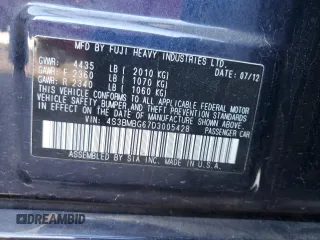 MFD BY FUJI HEAVY INDUSTRIES LTD.
GVWR: 4435 LB ( 2010 KG) DATE: 07/12
GAWR: F 2360 LB ( 1070 KG)
GAWR: R 2340 LB ( 1060 KG)
THIS VEHICLE CONFORMS TO ALL APPLICABLE FEDERAL MOTOR
VEHICLE SAFETY, BUMPER, AND THEFT PREVENTION STANDARDS
IN EFFECT ON THE DATE OF MANUFACTURE SHOWN ABOVE.
VIN: 4S3BMBG67D3005428 PASSENGER CAR
ASSEMBLED BY SIA INC. MADE IN U.S.A.
DREAMBID